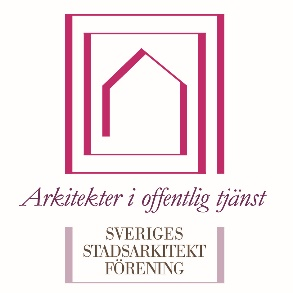 Arkitekter i offentlig tjänst
SVERIGES
STADSARKITEKT
FÖRENING